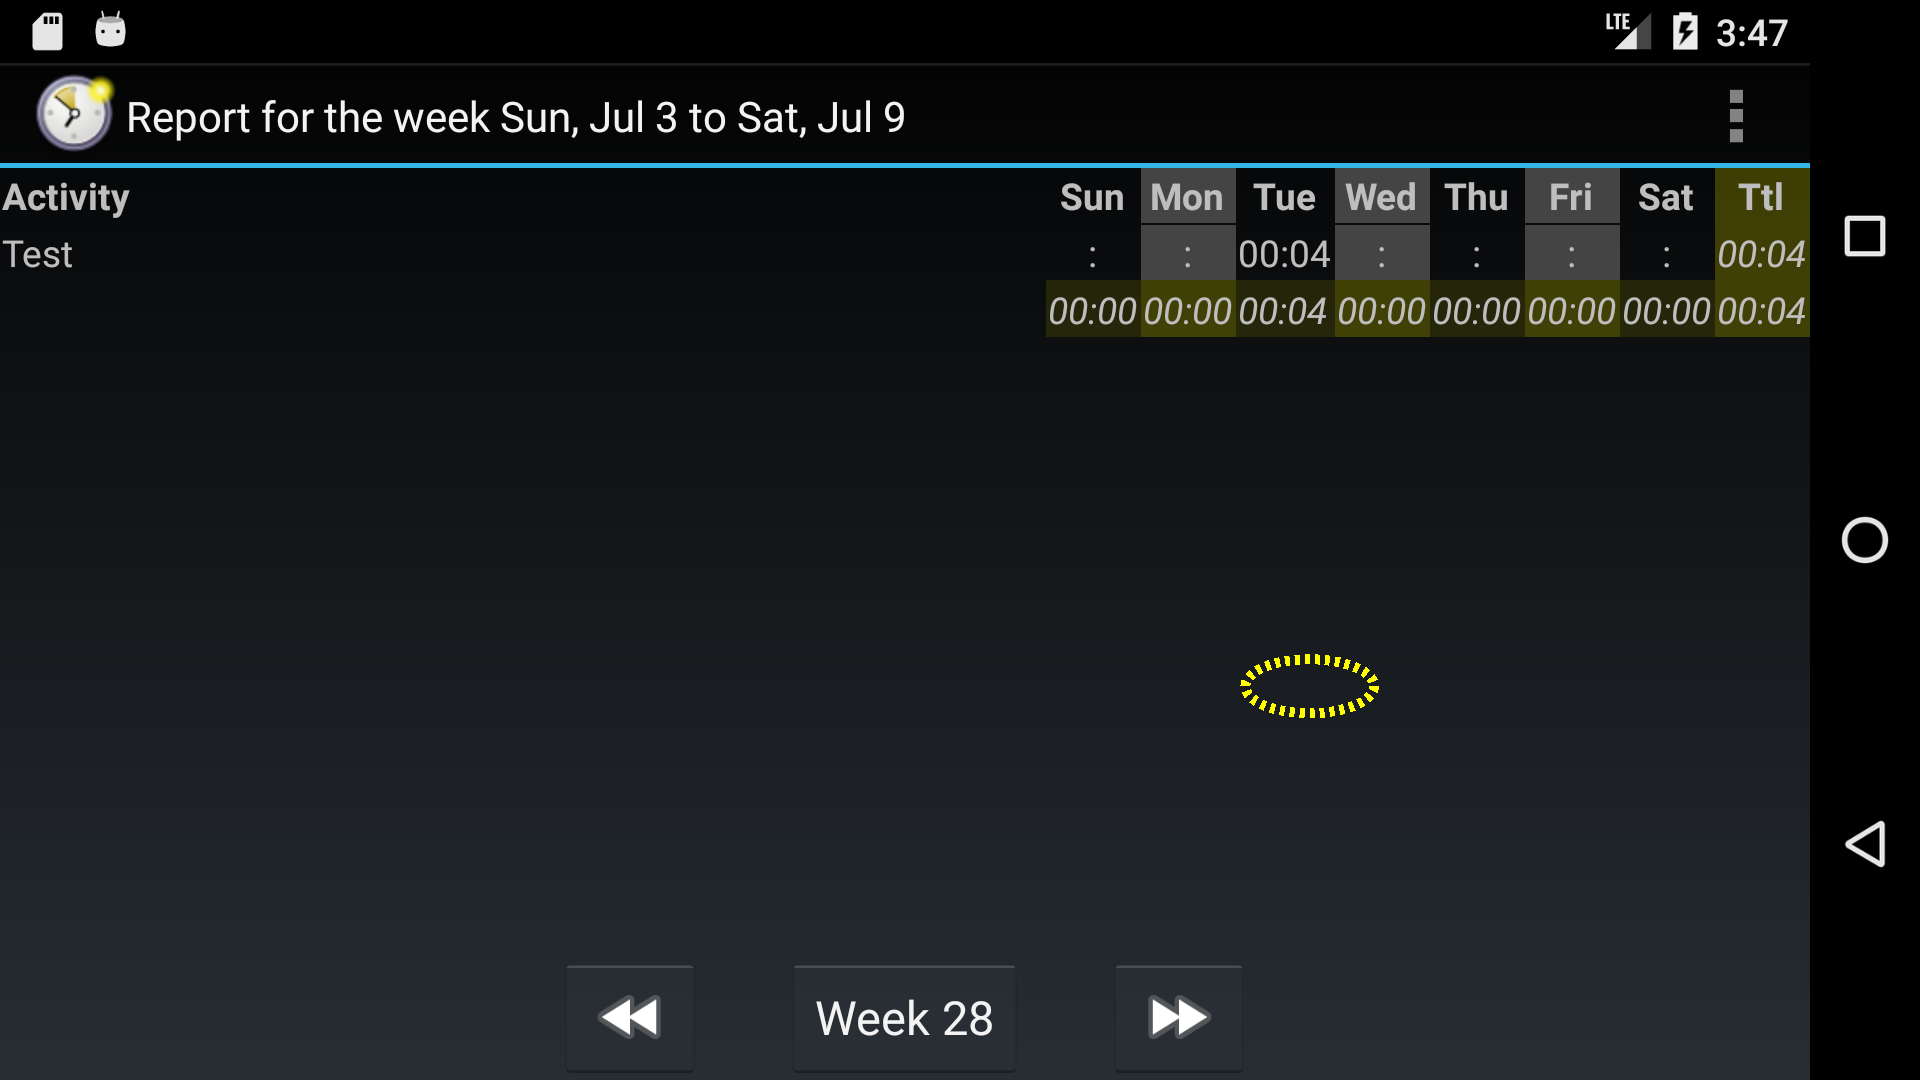 LTE 3:47
Report for the week Sun, Jul 3 to Sat, Jul 9
Activity Sun Mon Tue Wed Thu Fri Sat Ttl
Test : : 00:04 : : : : 00:04
00:00 00:00 00:04 00:00 00:00 00:00 00:00 00:04
Week 28